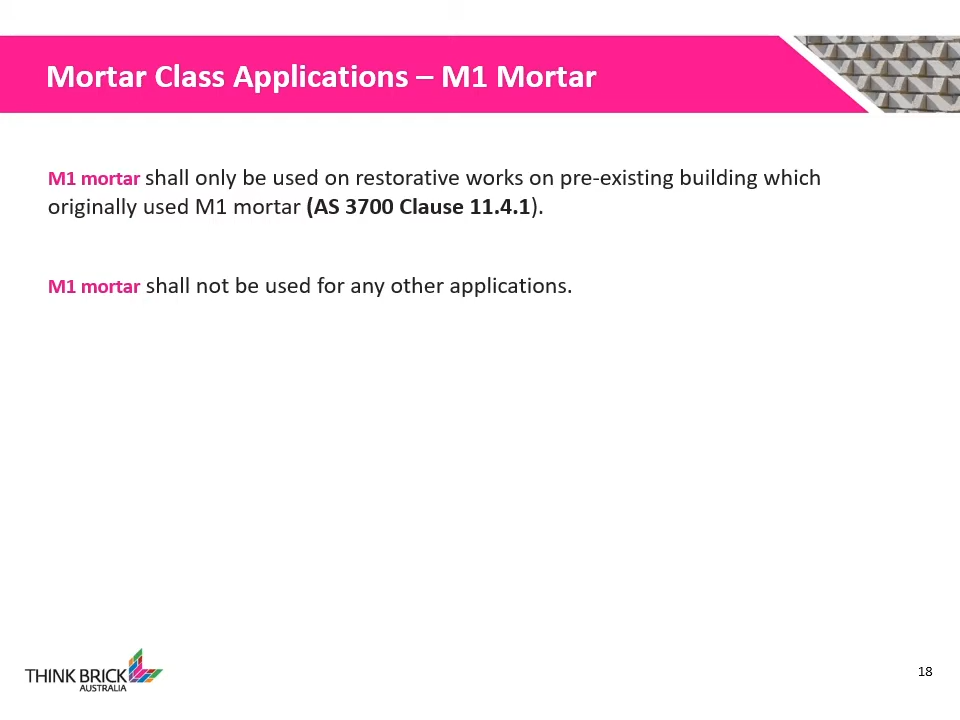 Mortar Class Applications – M1 Mortar
M1 mortar shall only be used on restorative works on pre-existing building which
originally used M1 mortar (AS 3700 Clause 11.4.1).
M1 mortar shall not be used for any other applications.
THINK BRICK
AUSTRALIA
18